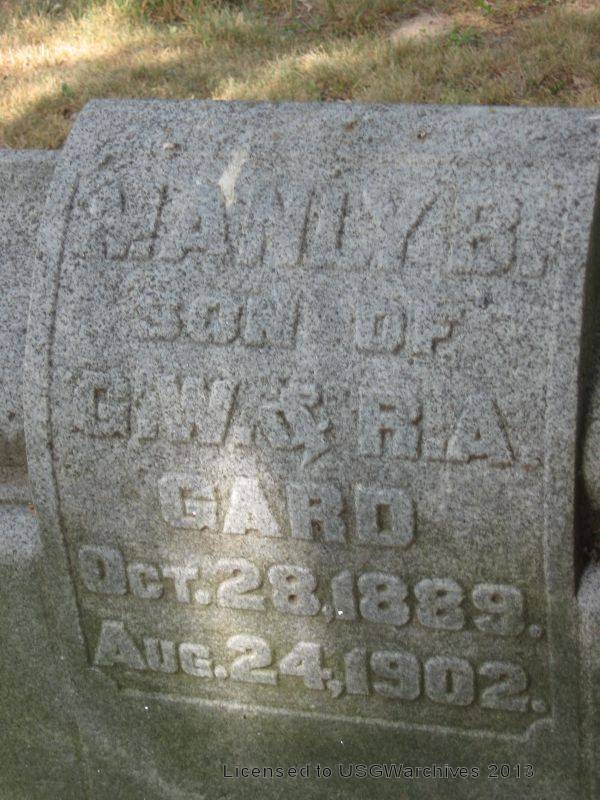 MANLY B.
SON OF
G.W. & R.A.
GARD
OCT. 28, 1889.
AUG. 24, 1902.
Licensed to USGWarchives 2013